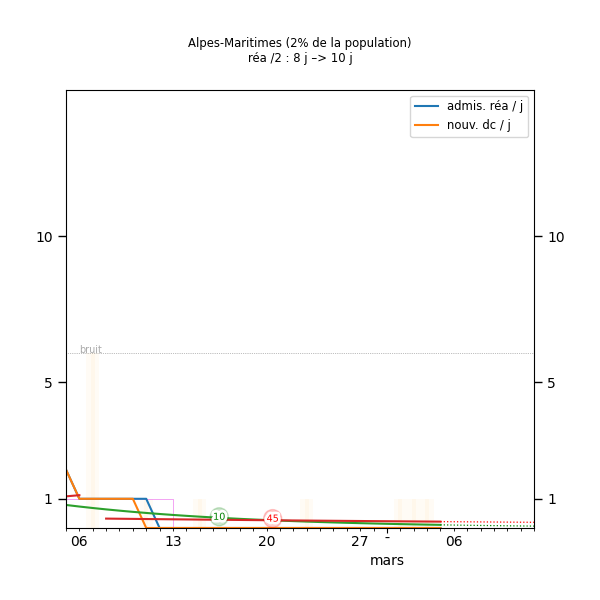 Alpes-Maritimes (2% de la population)
réa /2 : 8 j –> 10 j
admis. réa / j
nouv. dc / j
10 10
bruit
5 5
1 1
-10 -45
06 13 20 27 - 06
mars